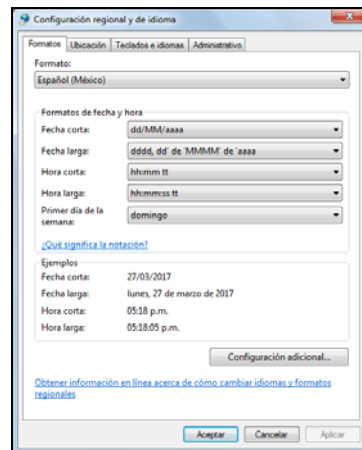 Configuración regional y de idioma
Formatos Ubicación Teclados e idiomas Administrativo
Formato:
Español (México)
Formatos de fecha y hora
Fecha corta: dd/MM/aaaa
Fecha larga: dddd, dd' de 'MMMM' de 'aaaa
Hora corta: hh:mm tt
Hora larga: hh:mm:ss tt
Primer día de la
semana: domingo
¿Qué significa la notación?
Ejemplos
Fecha corta: 27/03/2017
Fecha larga: lunes, 27 de marzo de 2017
Hora corta: 05:18 p.m.
Hora larga: 05:18:05 p.m.
Configuración adicional...
Obtener información en línea acerca de cómo cambiar idiomas y formatos
regionales
Aceptar Cancelar Aplicar